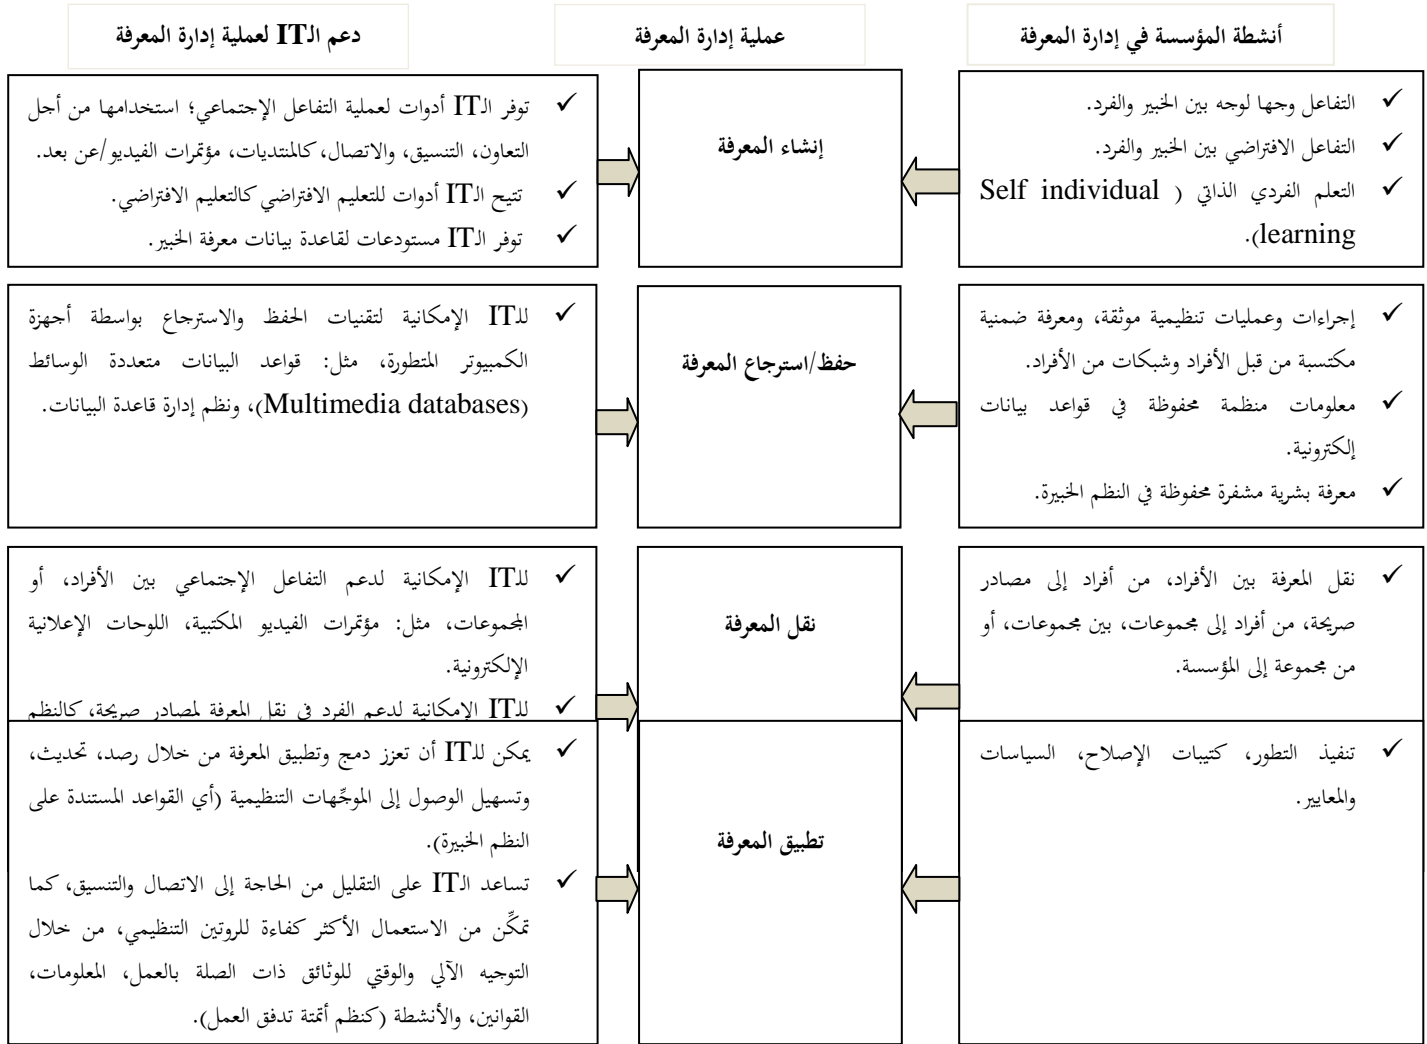 أنشطة المؤسسة في إدارة المعرفة
عملية إدارة المعرفة
دعم الـIT لعملية إدارة المعرفة
✓ التفاعل وجها لوجه بين الخبير والفرد.
✓ التفاعل الافتراضي بين الخبير والفرد.
✓ التعلم الفردي الذاتي (Self individual
learning).
إنشاء المعرفة
✓ توفر الـIT أدوات لعملية التفاعل الإجتماعي؛ استخدامها من أجل
التعاون، التنسيق، والاتصال، كالمنتديات، مؤتمرات الفيديو/عن بعد.
✓ تتيح الـIT أدوات للتعليم الافتراضي كالتعليم الافتراضي.
✓ توفر الـIT مستودعات لقاعدة بيانات معرفة الخبير.
✓ إجراءات وعمليات تنظيمية موثقة، ومعرفة ضمنية
مكتسبة من قبل الأفراد وشبكات من الأفراد.
✓ معلومات منظمة محفوظة في قواعد بيانات
إلكترونية.
✓ معرفة بشرية مشفرة محفوظة في النظم الخبيرة.
حفظ/استرجاع المعرفة
✓ للـIT الإمكانية لتقنيات الحفظ والاسترجاع بواسطة أجهزة
الكمبيوتر المتطورة، مثل: قواعد البيانات متعددة الوسائط
(Multimedia databases)، ونظم إدارة قاعدة البيانات.
✓ نقل المعرفة بين الأفراد، من أفراد إلى مصادر
صريحة، من أفراد إلى مجموعات، بين مجموعات، أو
من مجموعة إلى المؤسسة.
نقل المعرفة
✓ للـIT الإمكانية لدعم التفاعل الإجتماعي بين الأفراد، أو
المجموعات، مثل: مؤتمرات الفيديو المكتبية، اللوحات الإعلانية
الإلكترونية.
✓ للـIT الإمكانية لدعم الفرد في نقل المعرفة لمصادر صريحة، كالنظم
✓ تنفيذ التطور، كتيبات الإصلاح، السياسات
والمعايير.
تطبيق المعرفة
✓ يمكن للـIT أن تعزز دمج وتطبيق المعرفة من خلال رصد، تحديث،
وتسهيل الوصول إلى الموجِّهات التنظيمية (أي القواعد المستندة على
النظم الخبيرة).
✓ تساعد الـIT على التقليل من الحاجة إلى الاتصال والتنسيق، كما
تمكِّن من الاستعمال الأكثر كفاءة للروتين التنظيمي، من خلال
التوجيه الآلي والوقتي للوثائق ذات الصلة بالعمل، المعلومات،
القوانين، والأنشطة (كنظم أتمتة تدفق العمل).